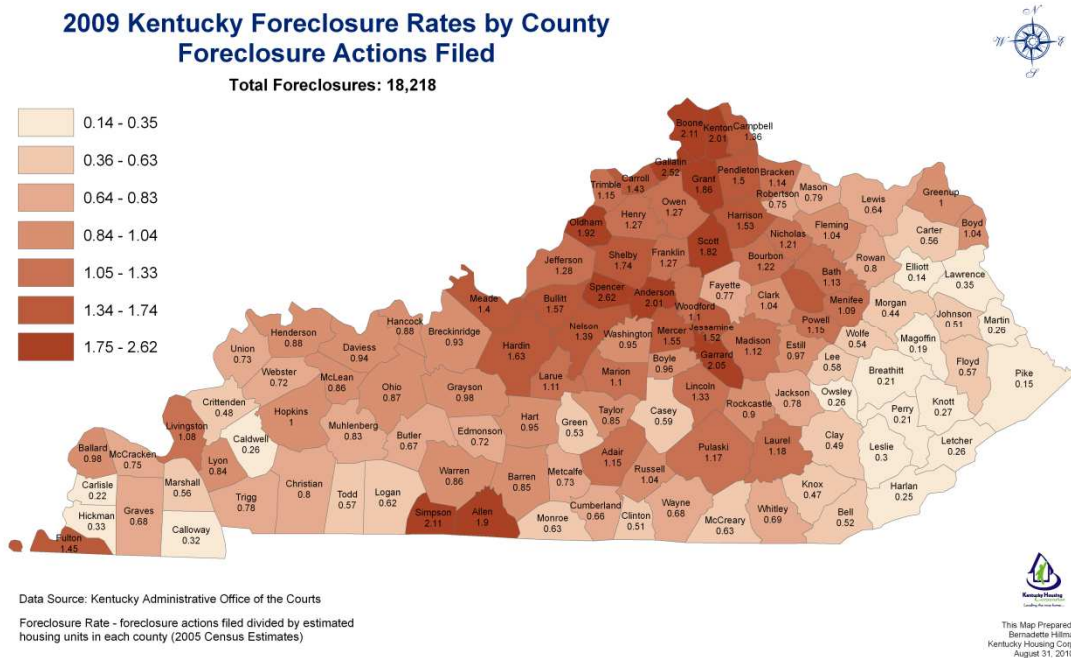 2009 Kentucky Foreclosure Rates by County
Foreclosure Actions Filed
Total Foreclosures: 18,218
N
W
S
0.14 - 0.35
0.36 - 0.63
0.64 - 0.83
0.84 - 1.04
1.05 - 1.33
1.34 - 1.74
1.75 - 2.62
Boone
2.11
Kenton
2.01
Campbell
1.36
Gallatin
2.52
Carroll
1.43
Trimble
1.15
Grant
1.86
Pendleton
1.5
Bracken
1.14
Robertson
0.75
Mason
0.79
Lewis
0.64
Greenup
1
Boyd
1.04
Carter
0.56
Owen
1.27
Henry
1.27
Oldham
1.92
Harrison
1.53
Nicholas
1.21
Fleming
1.04
Rowan
0.8
Elliott
0.14
Lawrence
0.35
Scott
1.82
Bourbon
1.22
Franklin
1.27
Shelby
1.74
Jefferson
1.28
Bath
1.13
Menifee
1.09
Morgan
0.44
Johnson
0.51
Martin
0.26
Spencer
2.62
Anderson
2.01
Woodford
1.1
Fayette
0.77
Clark
1.04
Powell
1.15
Wolfe
0.54
Magoffin
0.19
Floyd
0.57
Pike
0.15
Meade
1.4
Bullitt
1.57
Nelson
1.39
Washington
0.95
Mercer
1.55
Jessamine
1.52
Garrard
2.05
Madison
1.12
Estill
0.97
Lee
0.58
Breathitt
0.21
Knott
0.27
Hancock
0.88
Breckinridge
0.93
Hardin
1.63
Larue
1.11
Marion
1.1
Boyle
0.96
Lincoln
1.33
Rockcastle
0.9
Jackson
0.78
Owsley
0.26
Perry
0.21
Letcher
0.26
Henderson
0.88
Daviess
0.94
Union
0.73
Webster
0.72
McLean
0.86
Ohio
0.87
Grayson
0.98
Hart
0.95
Green
0.53
Taylor
0.85
Casey
0.59
Clay
0.49
Leslie
0.3
Harlan
0.25
Crittenden
0.48
Hopkins
1
Muhlenberg
0.83
Butler
0.67
Edmonson
0.72
Adair
1.15
Pulaski
1.17
Laurel
1.18
Livingston
1.08
Caldwell
0.26
Ballard
0.98
McCracken
0.75
Lyon
0.84
Warren
0.86
Barren
0.85
Metcalfe
0.73
Russell
1.04
Knox
0.47
Carlisle
0.22
Marshall
0.56
Trigg
0.78
Christian
0.8
Todd
0.57
Logan
0.62
Simpson
2.11
Allen
1.9
Monroe
0.63
Cumberland
0.66
Clinton
0.51
Wayne
0.68
McCreary
0.63
Whitley
0.69
Bell
0.52
Hickman
0.33
Graves
0.68
Calloway
0.32
Fulton
1.45
Data Source: Kentucky Administrative Office of the Courts
Foreclosure Rate - foreclosure actions filed divided by estimated
housing units in each county (2005 Census Estimates)
Kentucky Housing
This Map Prepared
Bernadette Hillma
Kentucky Housing Corp
August 31, 2010